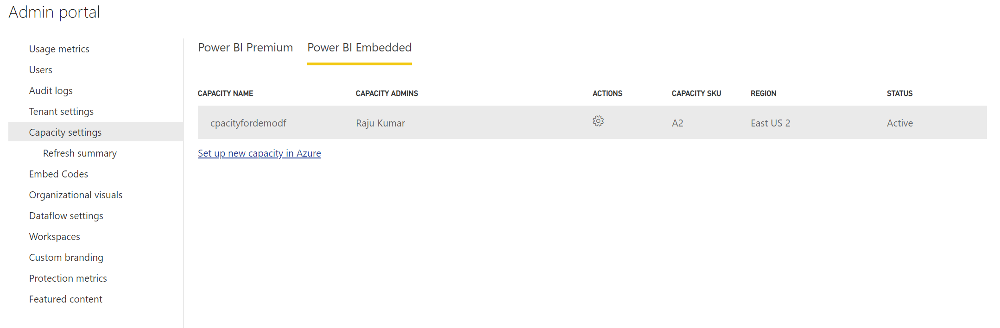 Admin portal
Usage metrics
Users
Audit logs
Tenant settings
Capacity settings
Refresh summary
Embed Codes
Organizational visuals
Dataflow settings
Workspaces
Custom branding
Protection metrics
Featured content
Power BI Premium Power BI Embedded
CAPACITY NAME CAPACITY ADMINS ACTIONS CAPACITY SKU REGION STATUS
cpacityfordemodf Raju Kumar A2 East US 2 Active
Set up new capacity in Azure